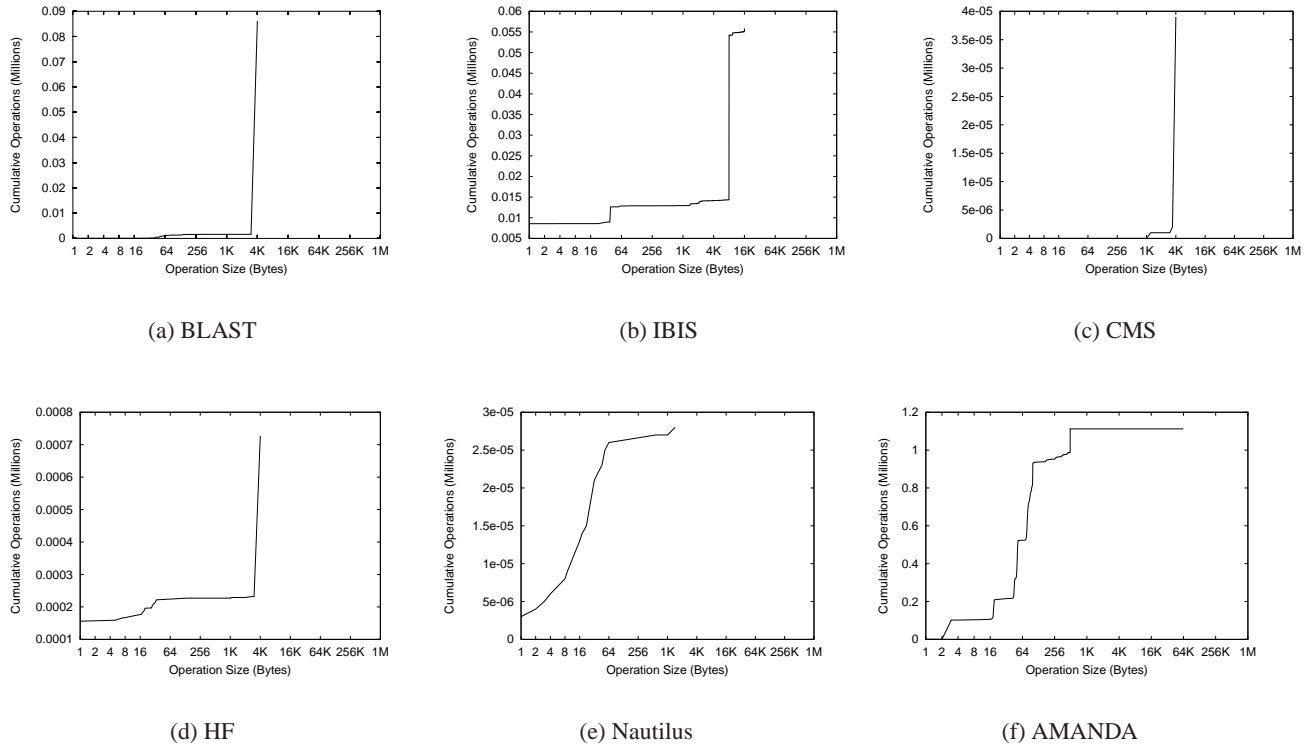 Cumulative Operations (Millions)
0.09
0.08
0.07
0.06
0.05
0.04
0.03
0.02
0.01
0
1 2 4 8 16 64 256 1K 4K 16K 64K 256K 1M
Operation Size (Bytes)
(a) BLAST
Cumulative Operations (Millions)
0.06
0.055
0.05
0.045
0.04
0.035
0.03
0.025
0.02
0.015
0.01
0.005
1 2 4 8 16 64 256 1K 4K 16K 64K 256K 1M
Operation Size (Bytes)
(b) IBIS
Cumulative Operations (Millions)
4e-05
3.5e-05
3e-05
2.5e-05
2e-05
1.5e-05
1e-05
5e-06
0
1 2 4 8 16 64 256 1K 4K 16K 64K 256K 1M
Operation Size (Bytes)
(c) CMS
Cumulative Operations (Millions)
0.0008
0.0007
0.0006
0.0005
0.0004
0.0003
0.0002
0.0001
1 2 4 8 16 64 256 1K 4K 16K 64K 256K 1M
Operation Size (Bytes)
(d) HF
Cumulative Operations (Millions)
3e-05
2.5e-05
2e-05
1.5e-05
1e-05
5e-06
0
1 2 4 8 16 64 256 1K 4K 16K 64K 256K 1M
Operation Size (Bytes)
(e) Nautilus
Cumulative Operations (Millions)
1.2
1
0.8
0.6
0.4
0.2
0
1 2 4 8 16 64 256 1K 4K 16K 64K 256K 1M
Operation Size (Bytes)
(f) AMANDA